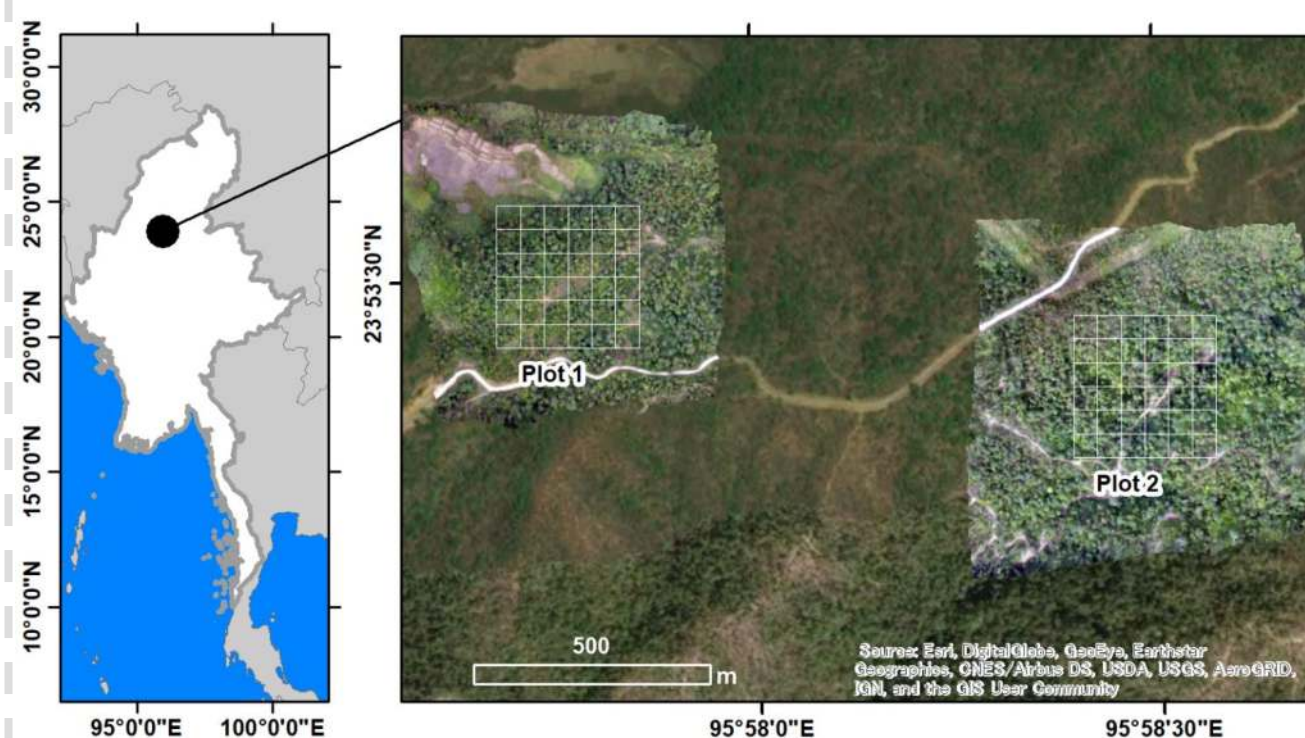 30°0'0"N
25°0'0"N
20°0'0"N
15°0'0"N
10°0'0"N
95°0'0"E
100°0'0"E
23°53'30"N
Plot 1
Plot 2
500
m
Source: Esri, DigitalGlobe, GeoEye, Earthstar
Geographics, CNES/Airbus DS, USDA, USGS, AeroGRID,
IGN, and the GIS User Community
95°58'0"E
95°58'30"E